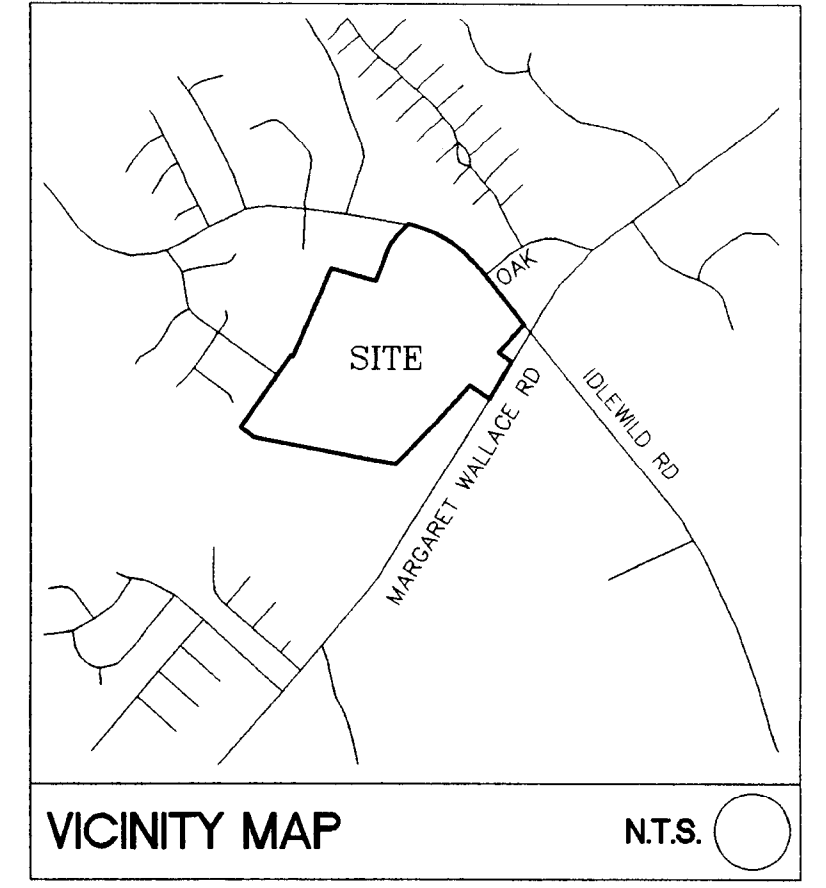 OAK
SITE
IDLEWILD RD
MARGARET WALLACE RD
VICINITY MAP
N.T.S.